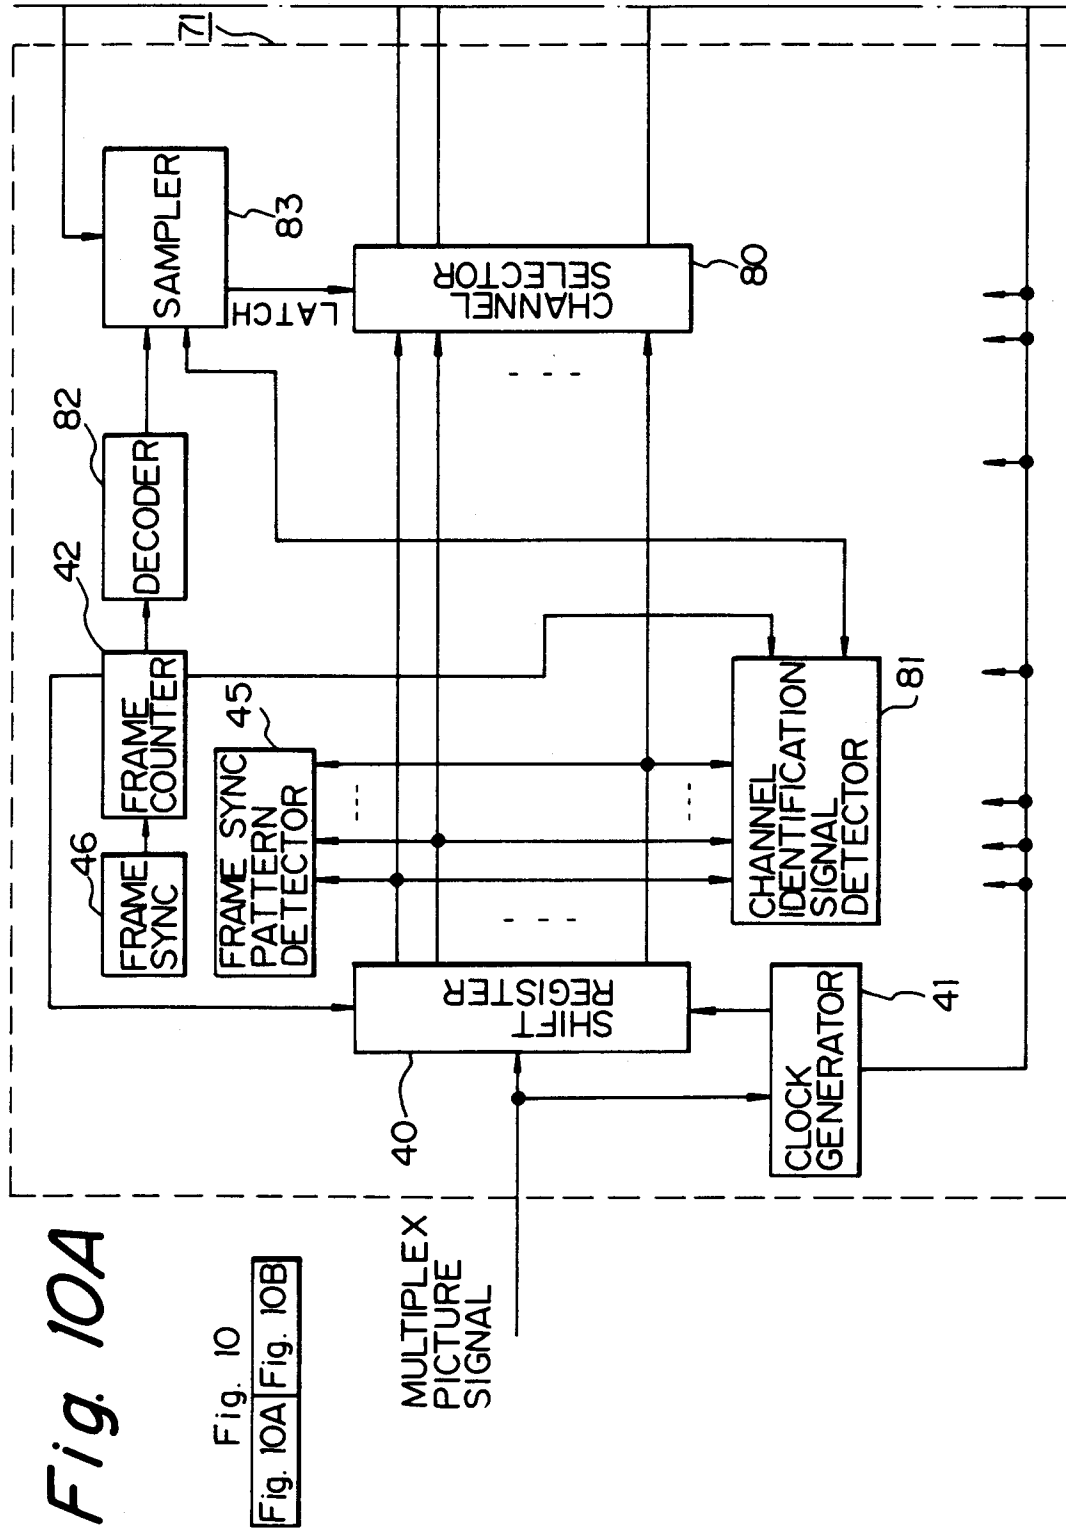 Fig. 10A
Fig. 10
Fig. 10A Fig. 10B
MULTIPLEX
PICTURE
SIGNAL
71
46
FRAME
SYNC
42
FRAME
COUNTER
82
DECODER
SAMPLER
83
LATCH
45
FRAME SYNC
PATTERN
DETECTOR
40
SHIFT
REGISTER
CHANNEL
SELECTOR
80
CHANNEL
IDENTIFICATION
SIGNAL
DETECTOR
81
CLOCK
GENERATOR
41